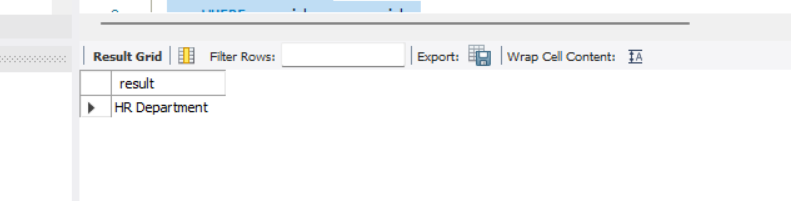 Result Grid Filter Rows: Export: Wrap Cell Content:
result
HR Department